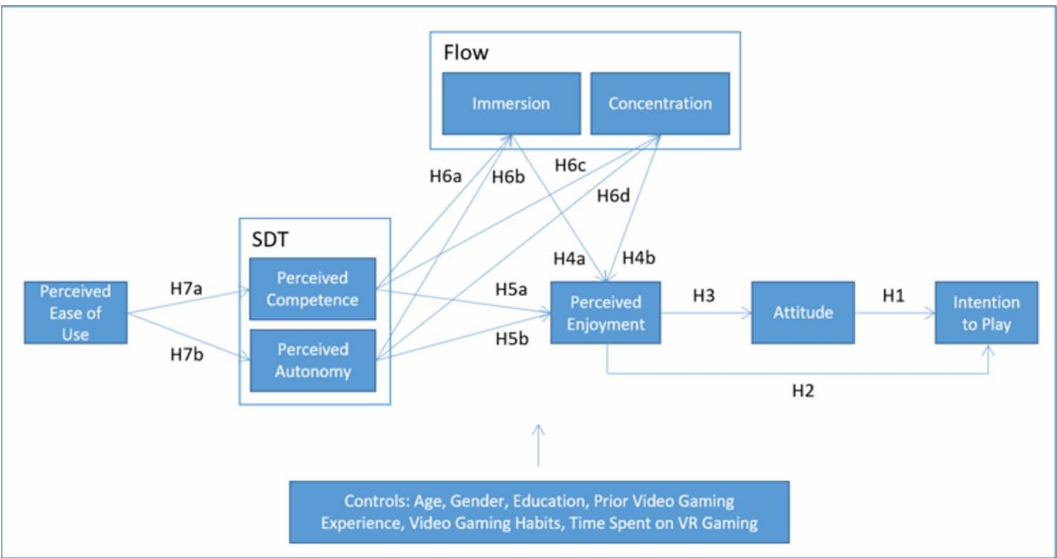 Flow
Immersion
Concentration
H6a
H6b
H6c
H6d
SDT
Perceived
Competence
Perceived
Autonomy
Perceived
Ease of
Use
H7a
H7b
H4a
H4b
H5a
H5b
Perceived
Enjoyment
H3
Attitude
H1
Intention
to Play
H2
Controls: Age, Gender, Education, Prior Video Gaming
Experience, Video Gaming Habits, Time Spent on VR Gaming